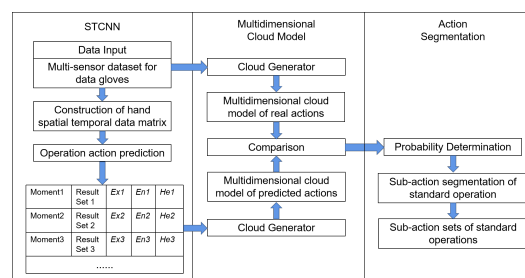 STCNN
Data Input
Multi-sensor dataset for
data gloves
Construction of hand
spatial temporal data matrix
Operation action prediction
Moment1 Result Set 1 Ex1 En1 He1
Moment2 Result Set 2 Ex2 En2 He2
Moment3 Result Set 3 Ex3 En3 He3
......
Multidimensional
Cloud Model
Cloud Generator
Multidimensional cloud
model of real actions
Comparison
Multidimensional cloud
model of predicted actions
Cloud Generator
Action
Segmentation
Probability Determination
Sub-action segmentation of
standard operation
Sub-action sets of standard
operations